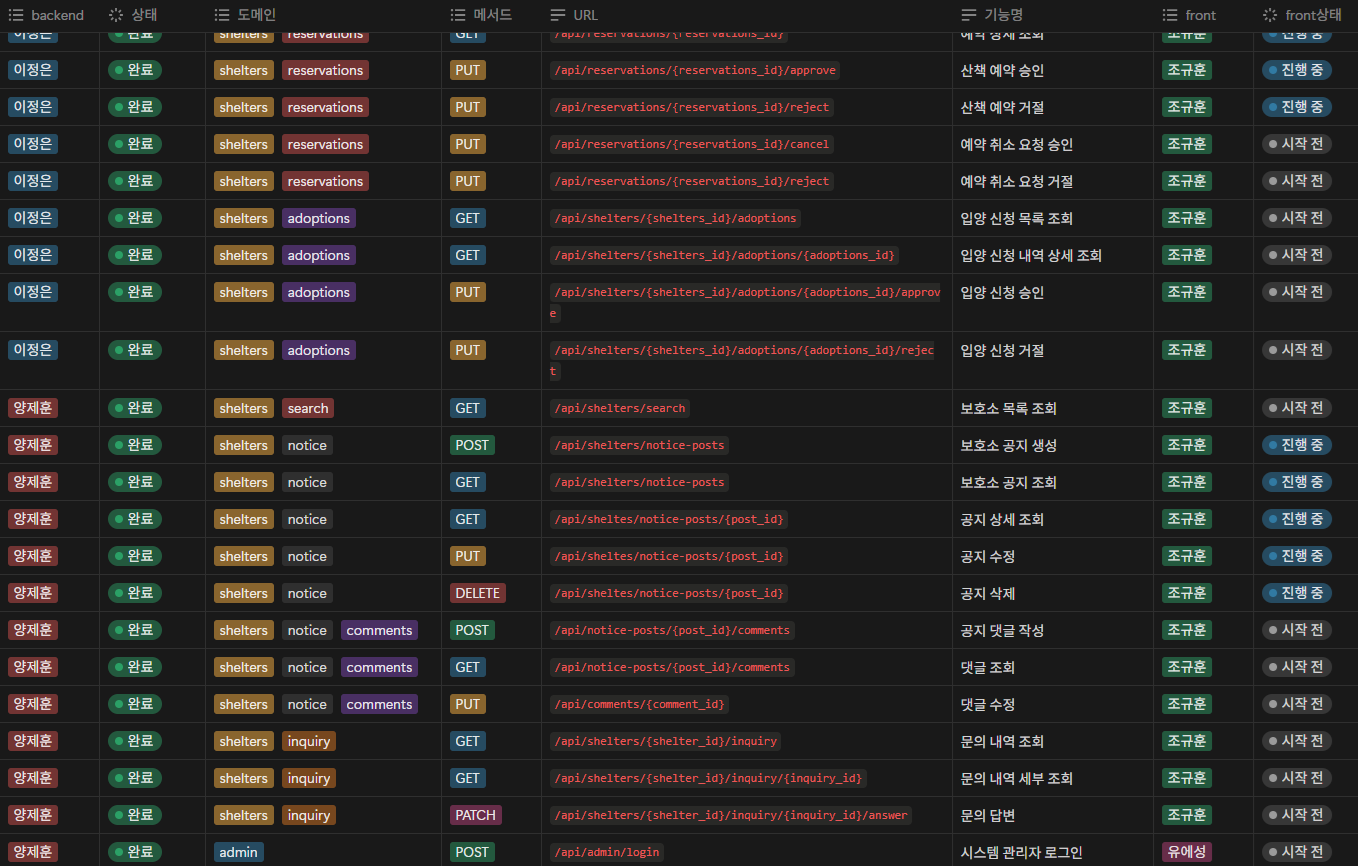 backend 상태 도메인 메서드 URL 기능명 front front상태
이정은 완료 shelters reservations GET /api/reservations/{reservations_id} 예약 상세 조회 조규훈 진행 중
이정은 완료 shelters reservations PUT /api/reservations/{reservations_id}/approve 산책 예약 승인 조규훈 진행 중
이정은 완료 shelters reservations PUT /api/reservations/{reservations_id}/reject 산책 예약 거절 조규훈 진행 중
이정은 완료 shelters reservations PUT /api/reservations/{reservations_id}/cancel 예약 취소 요청 승인 조규훈 시작 전
이정은 완료 shelters reservations PUT /api/reservations/{reservations_id}/reject 예약 취소 요청 거절 조규훈 시작 전
이정은 완료 shelters adoptions GET /api/shelters/{shelters_id}/adoptions 입양 신청 목록 조회 조규훈 시작 전
이정은 완료 shelters adoptions GET /api/shelters/{shelters_id}/adoptions/{adoptions_id} 입양 신청 내역 상세 조회 조규훈 시작 전
이정은 완료 shelters adoptions PUT /api/shelters/{shelters_id}/adoptions/{adoptions_id}/approv 입양 신청 승인 조규훈 시작 전
e
이정은 완료 shelters adoptions PUT /api/shelters/{shelters_id}/adoptions/{adoptions_id}/rejec 입양 신청 거절 조규훈 시작 전
t
양제훈 완료 shelters search GET /api/shelters/search 보호소 목록 조회 조규훈 시작 전
양제훈 완료 shelters notice POST /api/shelters/notice-posts 보호소 공지 생성 조규훈 진행 중
양제훈 완료 shelters notice GET /api/shelters/notice-posts 보호소 공지 조회 조규훈 진행 중
양제훈 완료 shelters notice GET /api/sheltes/notice-posts/{post_id} 공지 상세 조회 조규훈 진행 중
양제훈 완료 shelters notice PUT /api/sheltes/notice-posts/{post_id} 공지 수정 조규훈 진행 중
양제훈 완료 shelters notice DELETE /api/sheltes/notice-posts/{post_id} 공지 삭제 조규훈 진행 중
양제훈 완료 shelters notice comments POST /api/notice-posts/{post_id}/comments 공지 댓글 작성 조규훈 시작 전
양제훈 완료 shelters notice comments GET /api/notice-posts/{post_id}/comments 댓글 조회 조규훈 시작 전
양제훈 완료 shelters notice comments PUT /api/comments/{comment_id} 댓글 수정 조규훈 시작 전
양제훈 완료 shelters inquiry GET /api/shelters/{shelter_id}/inquiry 문의 내역 조회 조규훈 시작 전
양제훈 완료 shelters inquiry GET /api/shelters/{shelter_id}/inquiry/{inquiry_id} 문의 내역 세부 조회 조규훈 시작 전
양제훈 완료 shelters inquiry PATCH /api/shelters/{shelter_id}/inquiry/{inquiry_id}/answer 문의 답변 조규훈 시작 전
양제훈 완료 admin POST /api/admin/login 시스템 관리자 로그인 유예성 시작 전